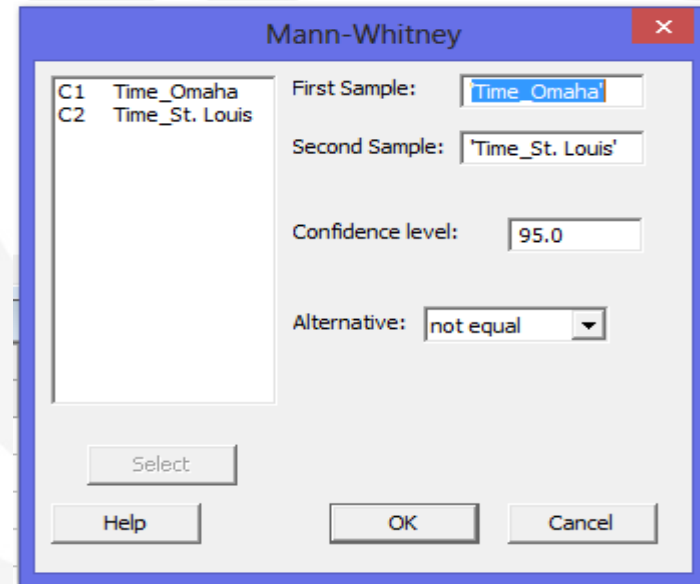 Mann-Whitney
C1 Time_Omaha
C2 Time_St. Louis
First Sample: 'Time_Omaha'
Second Sample: 'Time_St. Louis'
Confidence level: 95.0
Alternative: not equal
Select
Help OK Cancel